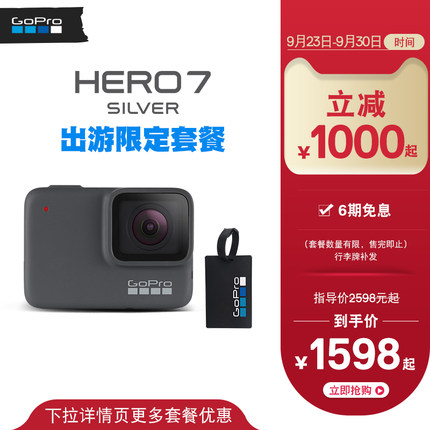 GoPro
HERO7
SILVER
出游限定套餐
GoPro
GoPro
9月23日-9月30日 时间
立减
¥1000起
6期免息
（套餐数量有限，售完即止）
行李牌补发
指导价2598元起
到手价
¥1598起
立即抢购
下拉详情页更多套餐优惠